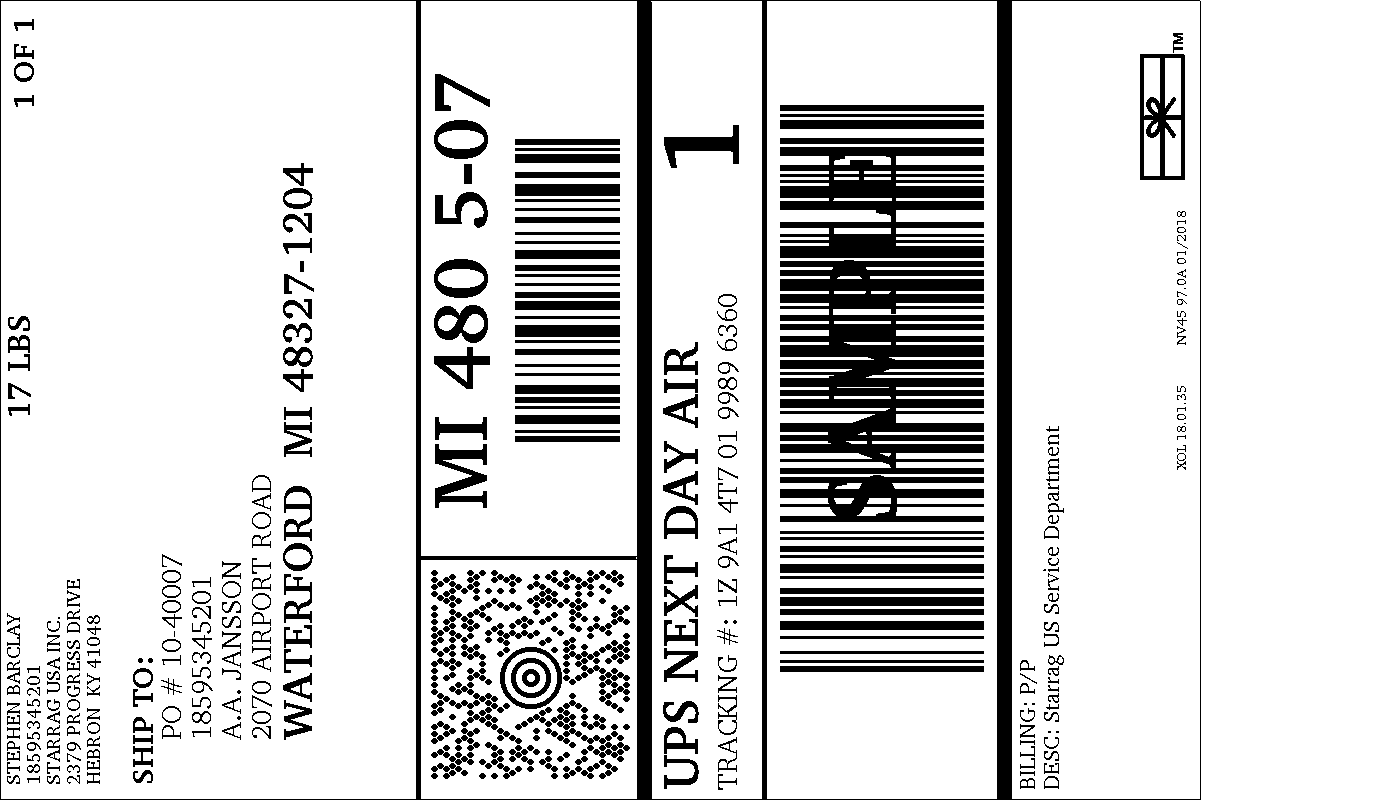 STEPHEN BARCLAY
18595345201
STARRAG USA INC.
2379 PROGRESS DRIVE
HEBRON KY 41048
17 LBS
1 OF 1
SHIP TO:
PO # 10-40007
18595345201
A.A. JANSSON
2070 AIRPORT ROAD
WATERFORD MI 48327-1204
MI 480 5-07
UPS NEXT DAY AIR
1
TRACKING #: 1Z 9A1 4T7 01 9989 6360
SAMPLE
BILLING: P/P
DESC: Starrag US Service Department
XOL 18.01.35 NV45 97.0A 01/2018
TM